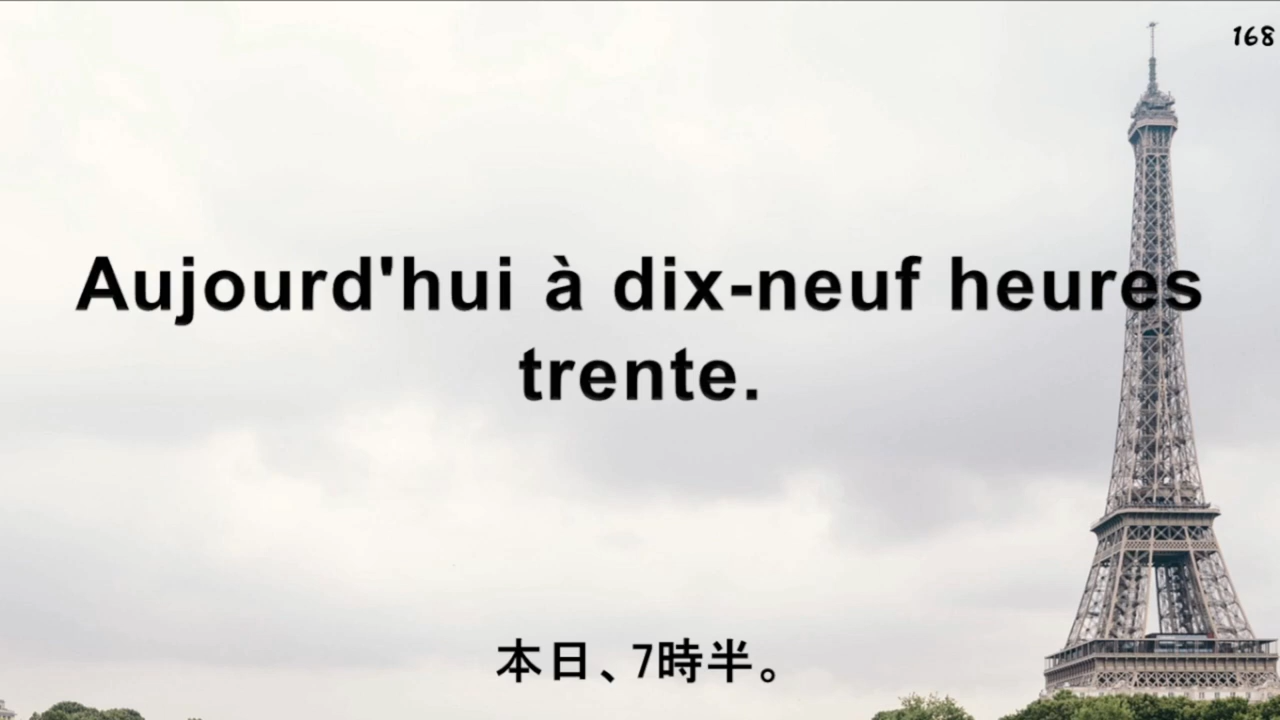 168
Aujourd'hui à dix-neuf heures
trente.
本日、7時半。